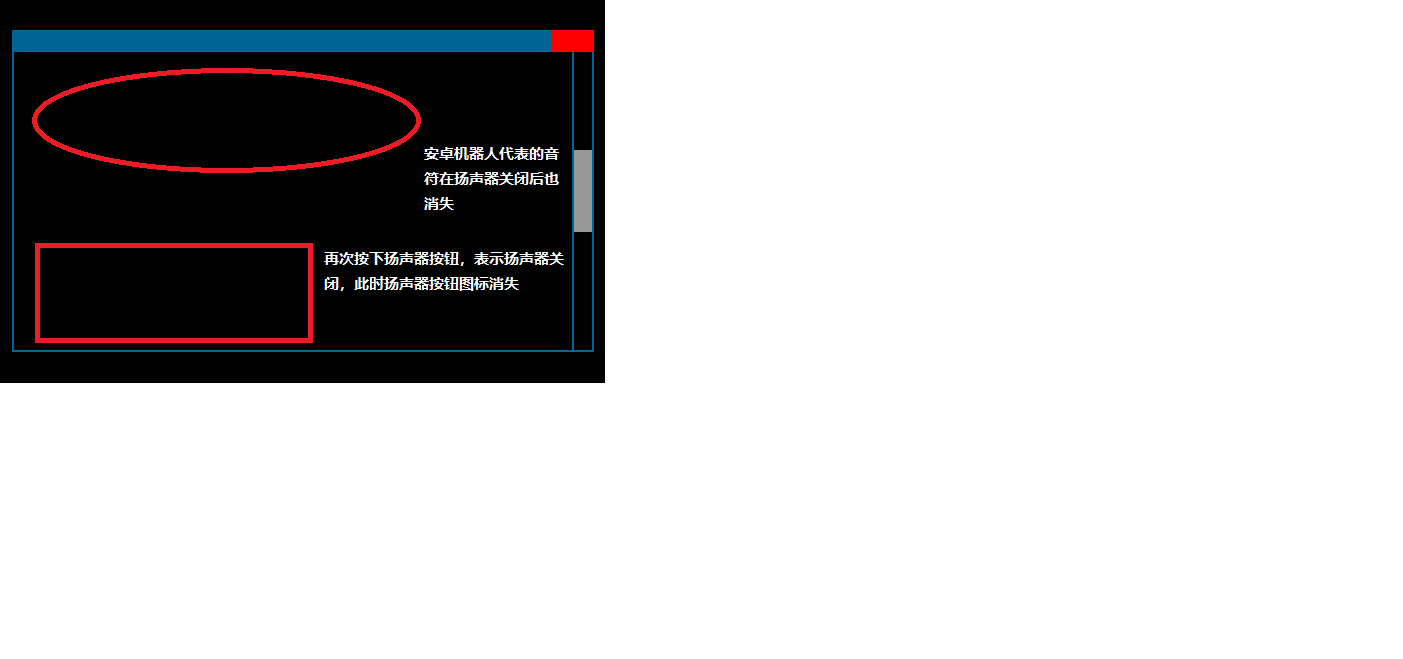 安卓机器人代表的音
符在扬声器关闭后也
消失
再次按下扬声器按钮，表示扬声器关
闭，此时扬声器按钮图标消失